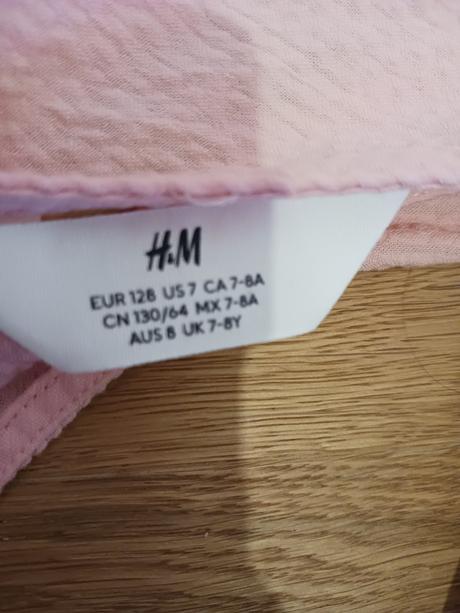 H&M
EUR 128 US 7 CA 7-8A
CN 130/64 MX 7-8A
AUS 8 UK 7-8Y